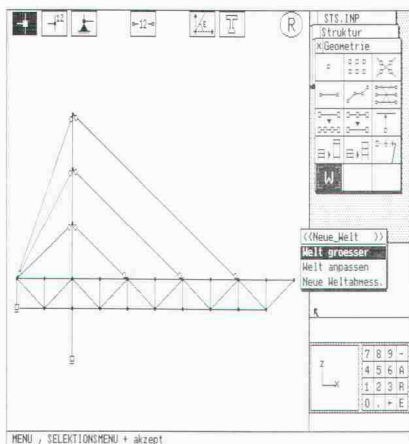 12
E
R
STS.INP
Struktur
×Geometrie
W
<<Neue_Welt >>
Welt groesser
Welt anpassen
Neue Weltabmess.
Z
X
7 8 9 -
4 5 6 A
1 2 3 R
0 . + E
MENU , SELEKTIONSMENU + akzept